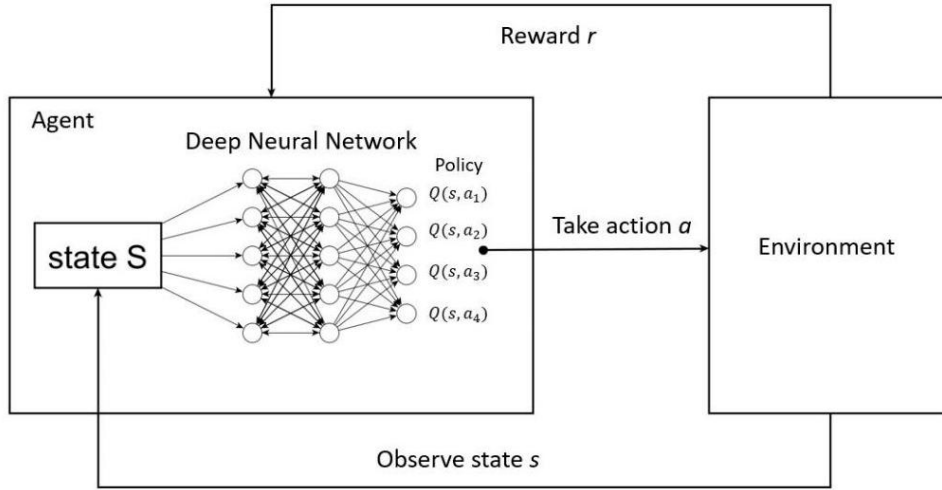 Reward r
Agent
Deep Neural Network
Policy
Q(s, a₁)
Q(s, a₂)
Q(s, a₃)
Q(s, a₄)
state S
Take action a
Environment
Observe state s